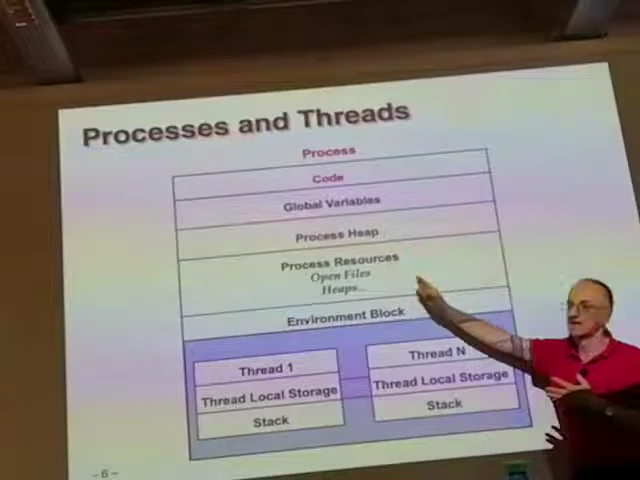 Processes and Threads
Process
Code
Global Variables
Process Heap
Process Resources
Open Files
Heaps...
Environment Block
Thread 1
Thread Local Storage
Stack
Thread N
Thread Local Storage
Stack
– 6 –